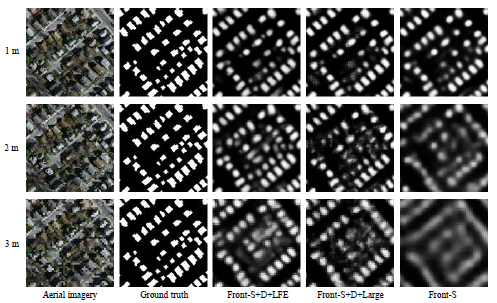 1 m
2 m
3 m
Aerial imagery Ground truth Front-S+D+LFE Front-S+D+Large Front-S